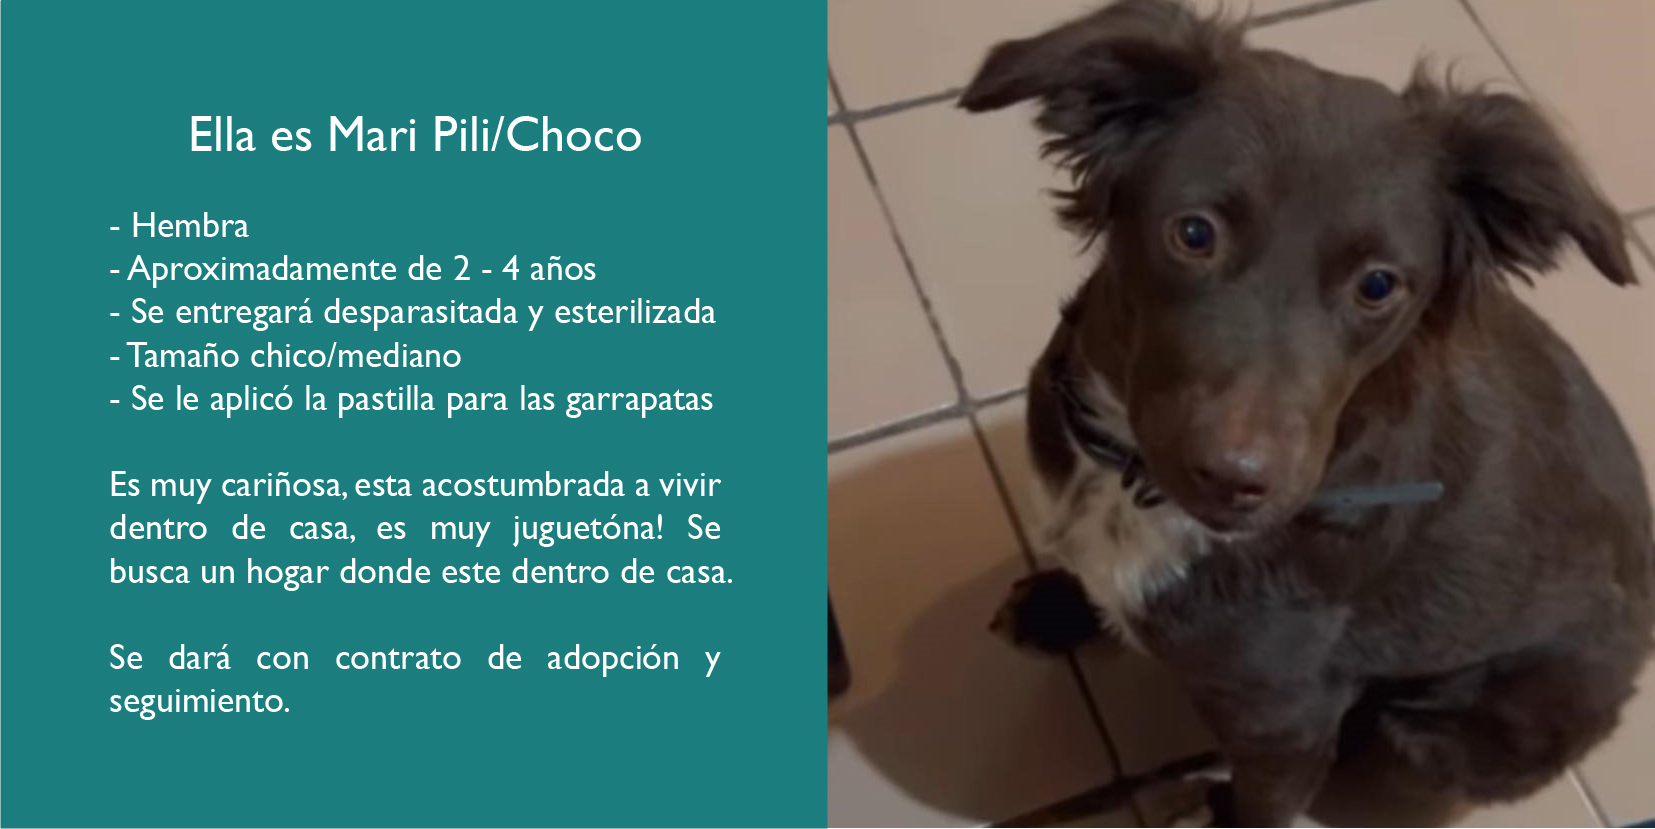 Ella es Mari Pili/Choco
- Hembra
- Aproximadamente de 2 - 4 años
- Se entregará desparasitada y esterilizada
- Tamaño chico/mediano
- Se le aplicó la pastilla para las garrapatas
Es muy cariñosa, esta acostumbrada a vivir
dentro de casa, es muy juguetóna! Se
busca un hogar donde este dentro de casa.
Se dará con contrato de adopción y
seguimiento.